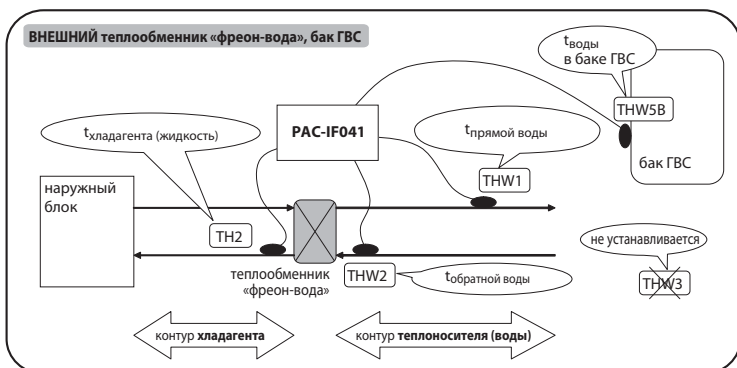 ВНЕШНИЙ теплообменник «фреон-вода», бак ГВС
tводы
в баке ГВС
THW5B
PAC-IF041
tхладагента (жидкость)
tпрямой воды
THW1
бак ГВС
наружный
блок
TH2
не устанавливается
THW3
теплообменник
«фреон-вода»
THW2
tобратной воды
контур хладагента
контур теплоносителя (воды)